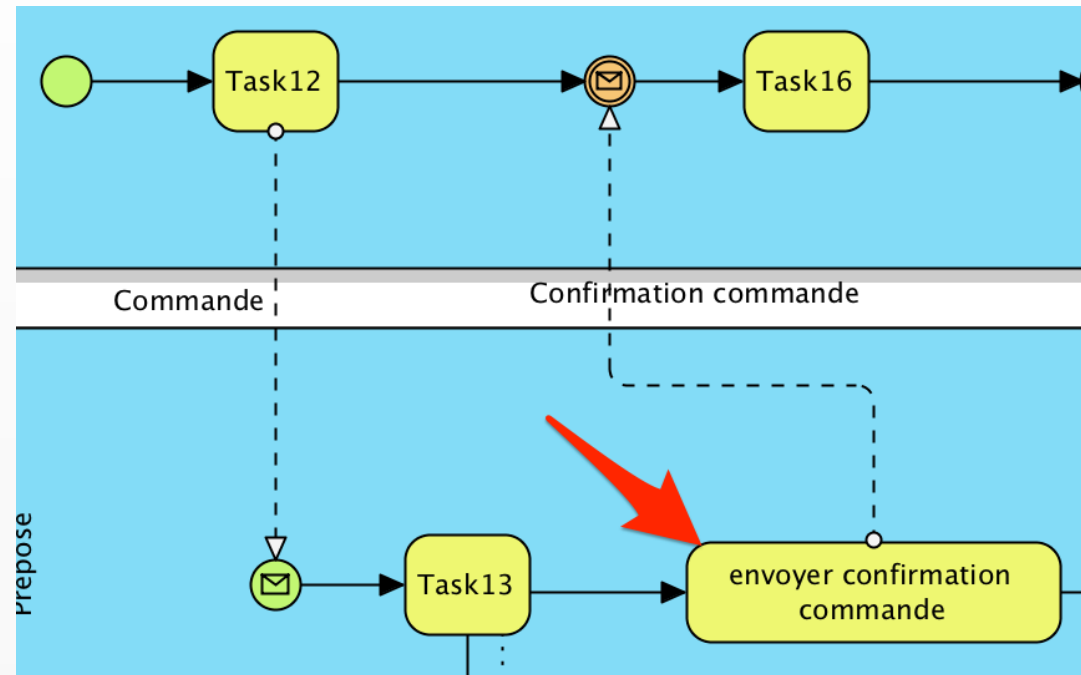 Task12
Task16
Commande
Confirmation commande
Prepose
Task13
envoyer confirmation
commande